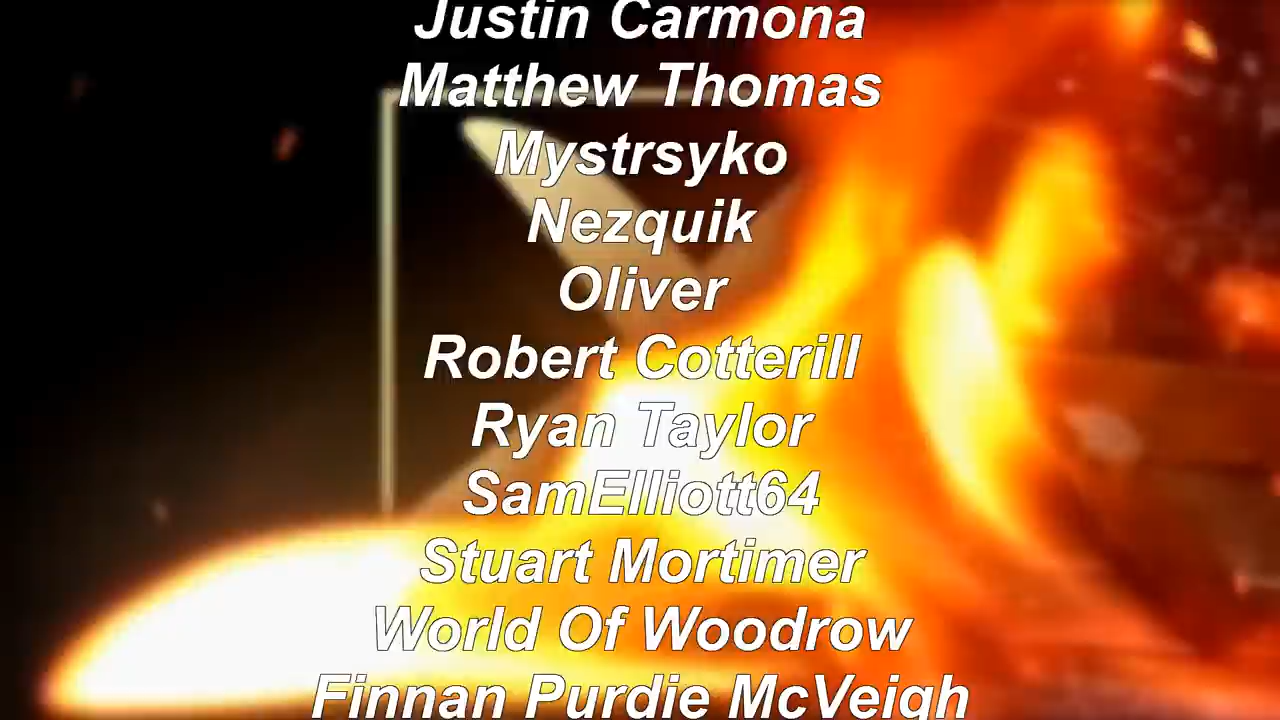 Justin Carmona
Matthew Thomas
Mystrsyko
Nezquik
Oliver
Robert Cotterill
Ryan Taylor
SamElliott64
Stuart Mortimer
World Of Woodrow
Finnan Purdie McVeigh